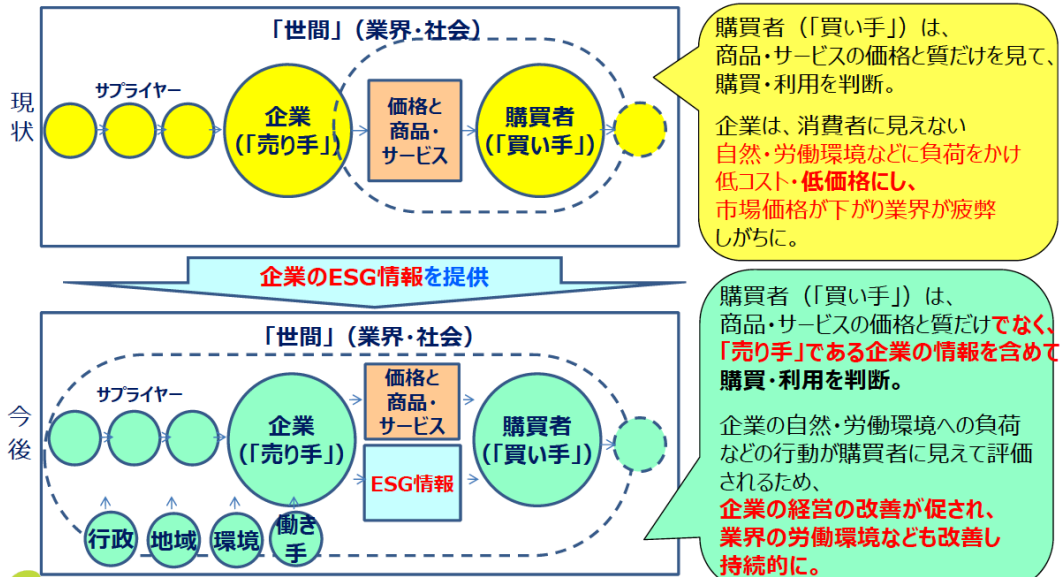 「世間」（業界・社会）
現状
サプライヤー
企業
（「売り手」）
価格と
商品・
サービス
購買者
（「買い手」）
購買者（「買い手」）は、
商品・サービスの価格と質だけを見て、
購買・利用を判断。
企業は、消費者に見えない
自然・労働環境などに負荷をかけ
低コスト・低価格にし、
市場価格が下がり業界が疲弊
しがちに。
企業のESG情報を提供
「世間」（業界・社会）
今後
サプライヤー
企業
（「売り手」）
価格と
商品・
サービス
ESG情報
購買者
（「買い手」）
行政
地域
環境
働き
手
購買者（「買い手」）は、
商品・サービスの価格と質だけでなく、
「売り手」である企業の情報を含めて
購買・利用を判断。
企業の自然・労働環境への負荷
などの行動が購買者に見えて評価
されるため、
企業の経営の改善が促され、
業界の労働環境なども改善し
持続的に。